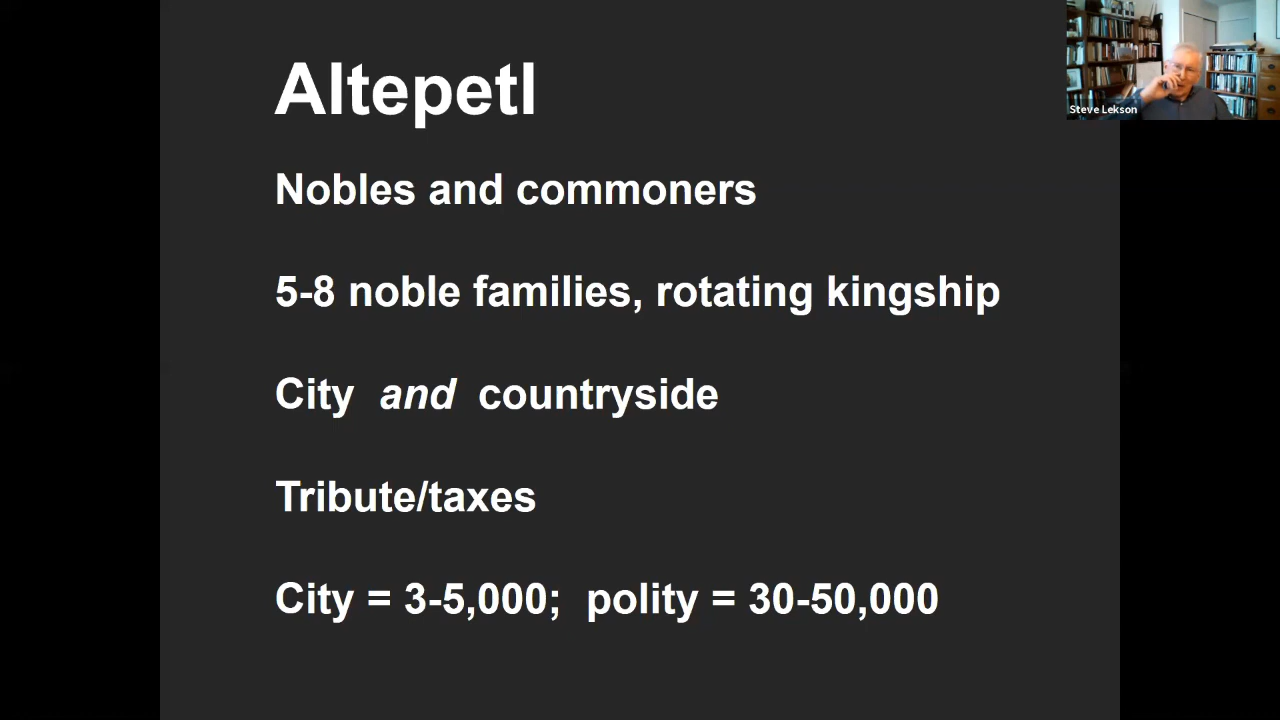 Altepetl
Steve Lekson
Nobles and commoners
5-8 noble families, rotating kingship
City and countryside
Tribute/taxes
City = 3-5,000; polity = 30-50,000